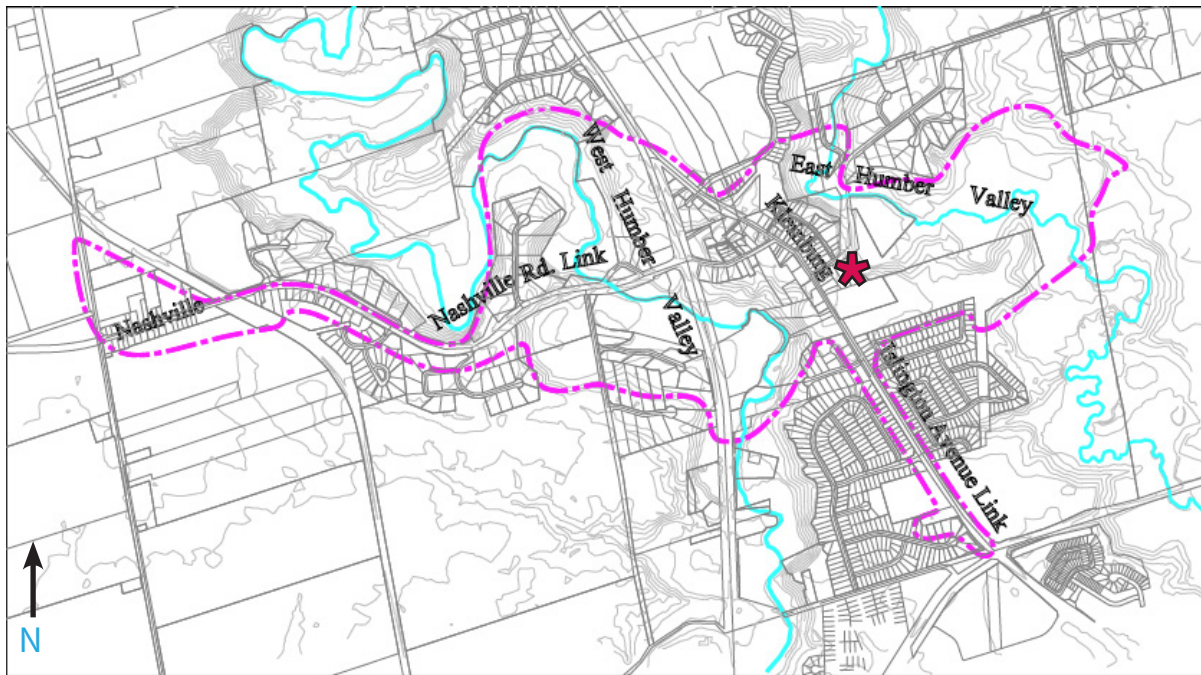 West Humber Valley
East Humber Valley
Kleinburg
Nashville Rd. Link
Nashville
Islington Avenue Link
N